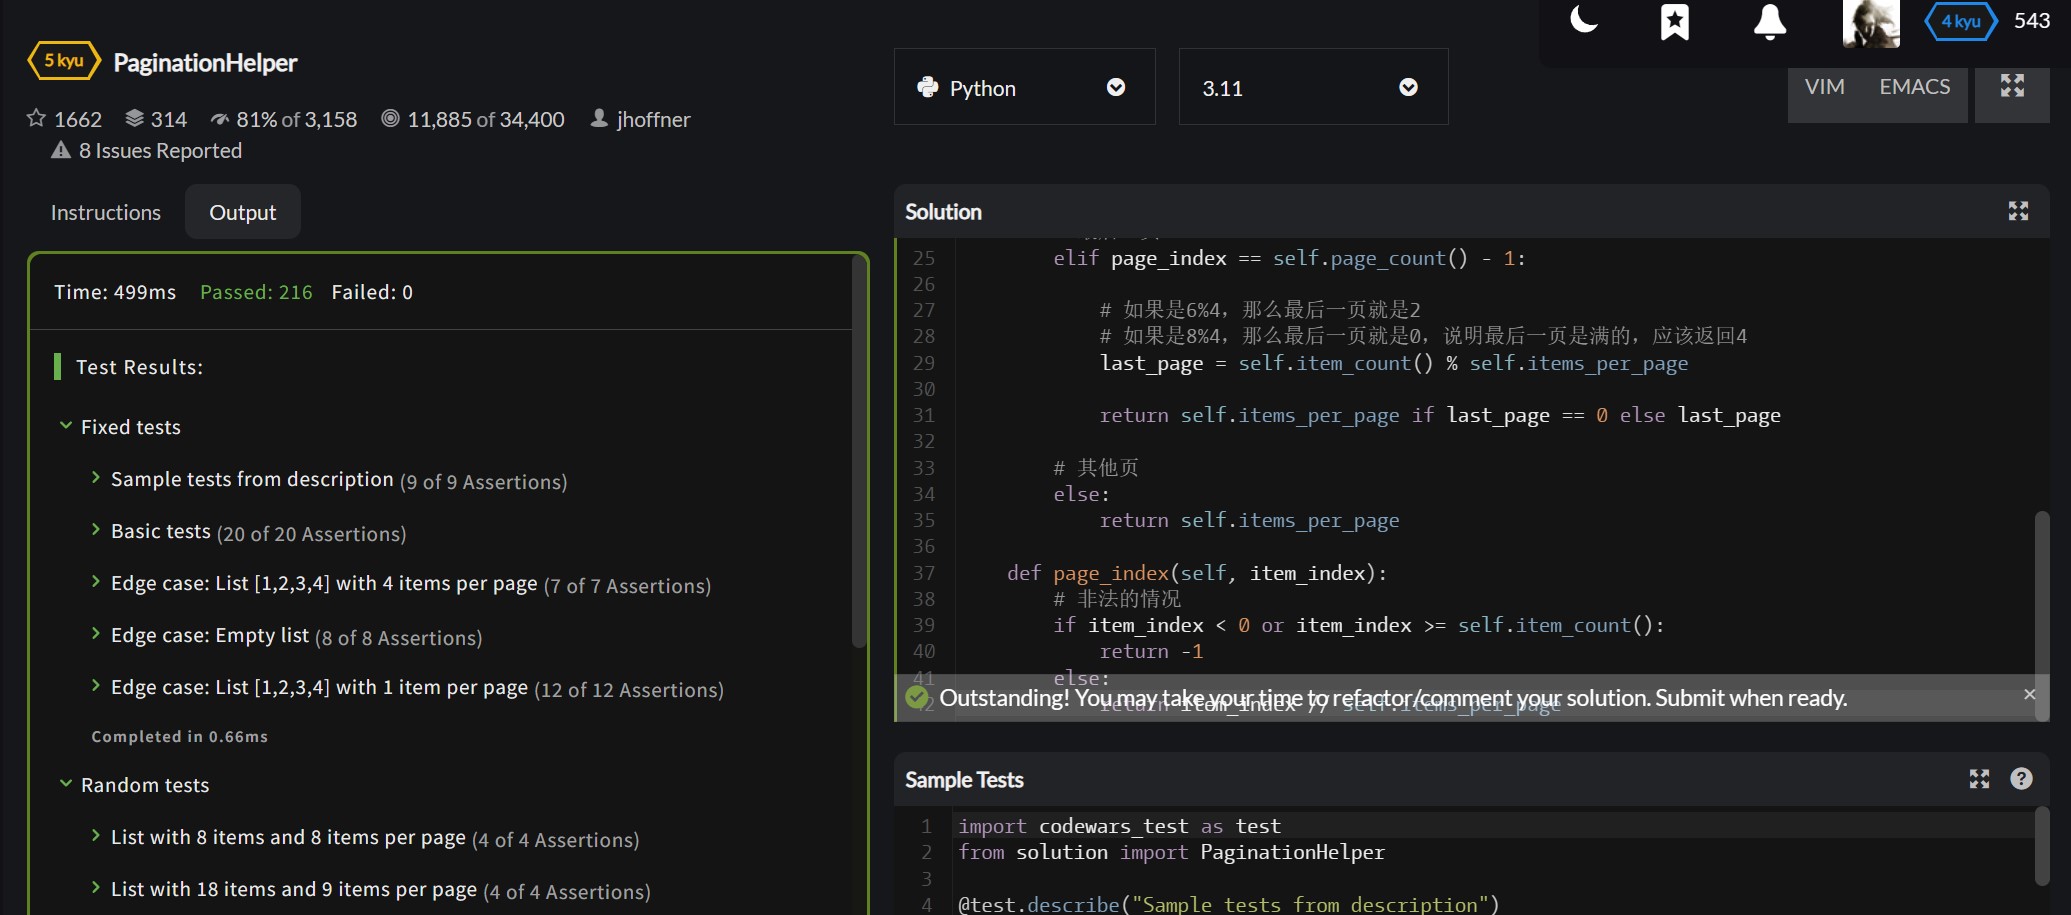 5 kyu PaginationHelper
1662 314 81% of 3,158 11,885 of 34,400 jhoffner
8 Issues Reported
Instructions Output
Time: 499ms Passed: 216 Failed: 0
Test Results:
Fixed tests
Sample tests from description (9 of 9 Assertions)
Basic tests (20 of 20 Assertions)
Edge case: List [1,2,3,4] with 4 items per page (7 of 7 Assertions)
Edge case: Empty list (8 of 8 Assertions)
Edge case: List [1,2,3,4] with 1 item per page (12 of 12 Assertions)
Completed in 0.66ms
Random tests
List with 8 items and 8 items per page (4 of 4 Assertions)
List with 18 items and 9 items per page (4 of 4 Assertions)
4 kyu 543
Python 3.11 VIM EMACS
Solution
25 elif page_index == self.page_count() - 1:
26
27 # 如果是6%4，那么最后一页就是2
28 # 如果是8%4，那么最后一页就是0，说明最后一页是满的，应该返回4
29 last_page = self.item_count() % self.items_per_page
30
31 return self.items_per_page if last_page == 0 else last_page
32
33 # 其他页
34 else:
35 return self.items_per_page
36
37 def page_index(self, item_index):
38 # 非法的情况
39 if item_index < 0 or item_index >= self.item_count():
40 return -1
41 else:
42 return item_index // self.items_per_page
Outstanding! You may take your time to refactor/comment your solution. Submit when ready.
Sample Tests
1 import codewars_test as test
2 from solution import PaginationHelper
3
4 @test.describe("Sample tests from description")